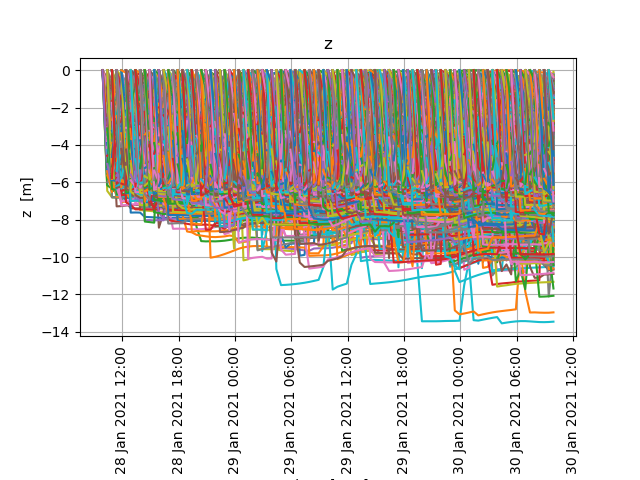 z
0
−2
−4
−6
−8
−10
−12
−14
z [m]
28 Jan 2021 12:00
28 Jan 2021 18:00
29 Jan 2021 00:00
29 Jan 2021 06:00
29 Jan 2021 12:00
29 Jan 2021 18:00
30 Jan 2021 00:00
30 Jan 2021 06:00
30 Jan 2021 12:00